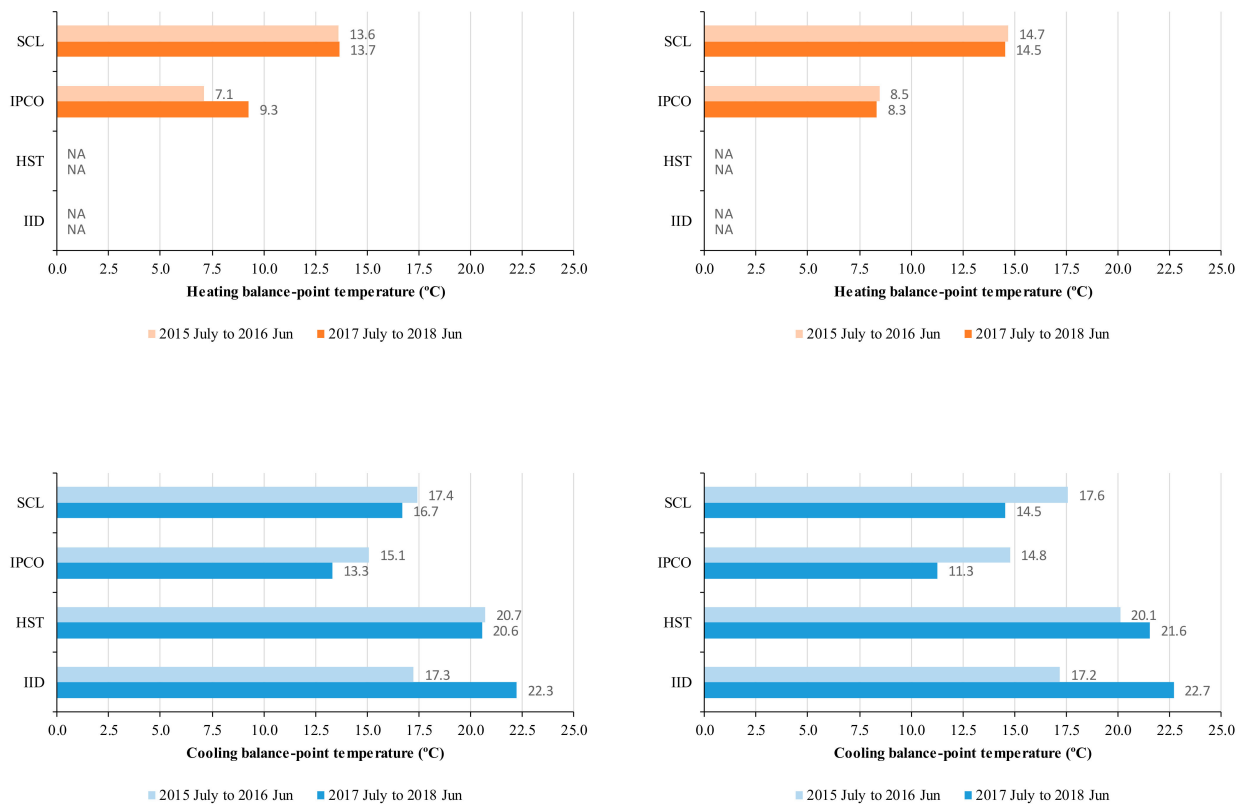 SCL
13.6
13.7
IPCO
7.1
9.3
HST
NA
NA
IID
NA
NA
0.0 2.5 5.0 7.5 10.0 12.5 15.0 17.5 20.0 22.5 25.0
Heating balance-point temperature (ºC)
2015 July to 2016 Jun 2017 July to 2018 Jun
SCL
14.7
14.5
IPCO
8.5
8.3
HST
NA
NA
IID
NA
NA
0.0 2.5 5.0 7.5 10.0 12.5 15.0 17.5 20.0 22.5 25.0
Heating balance-point temperature (ºC)
2015 July to 2016 Jun 2017 July to 2018 Jun
SCL
17.4
16.7
IPCO
15.1
13.3
HST
20.7
20.6
IID
17.3
22.3
0.0 2.5 5.0 7.5 10.0 12.5 15.0 17.5 20.0 22.5 25.0
Cooling balance-point temperature (ºC)
2015 July to 2016 Jun 2017 July to 2018 Jun
SCL
17.6
14.5
IPCO
14.8
11.3
HST
20.1
21.6
IID
17.2
22.7
0.0 2.5 5.0 7.5 10.0 12.5 15.0 17.5 20.0 22.5 25.0
Cooling balance-point temperature (ºC)
2015 July to 2016 Jun 2017 July to 2018 Jun